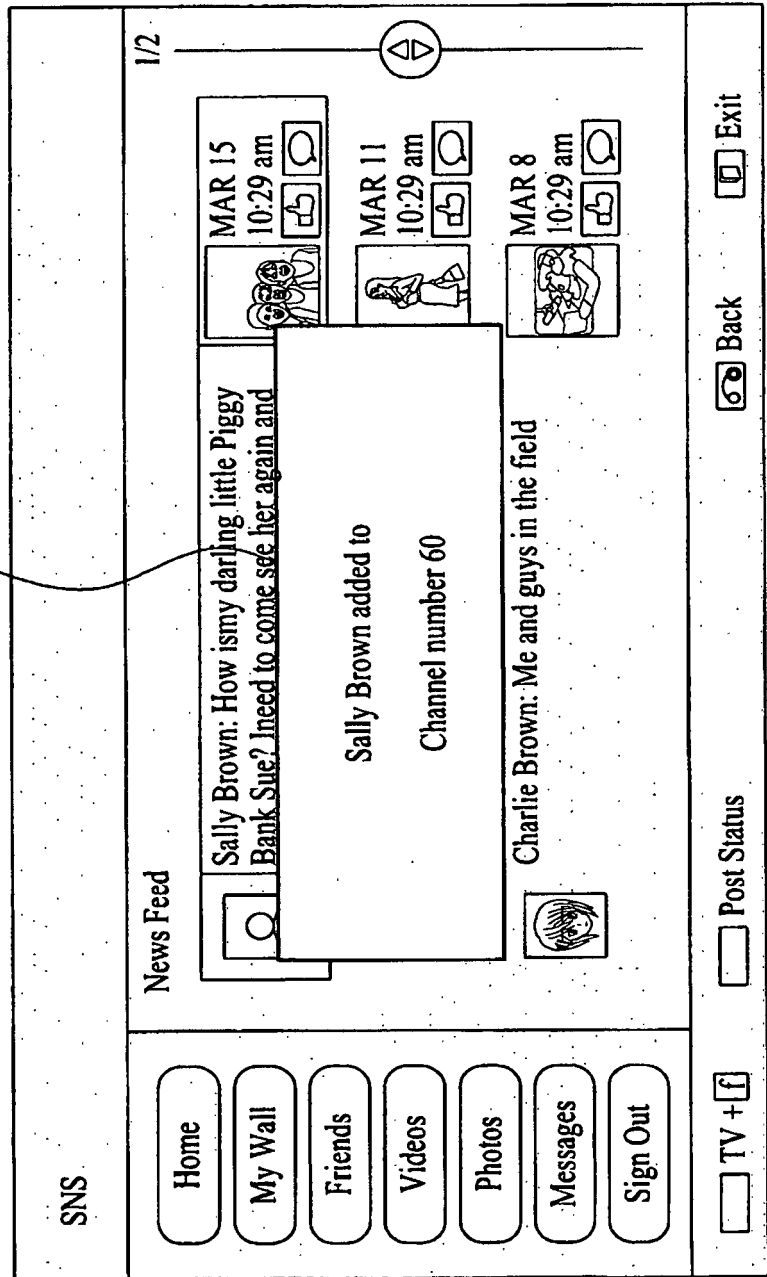 SNS
Home
My Wall
Friends
Videos
Photos
Messages
Sign Out
News Feed
1/2
Sally Brown: How ismy darling little Piggy
Bank Sue? Ineed to come see her again and
MAR 15
10:29 am
Sally Brown added to
Channel number 60
MAR 11
10:29 am
Charlie Brown: Me and guys in the field
MAR 8
10:29 am
TV + f
Post Status
Back
Exit